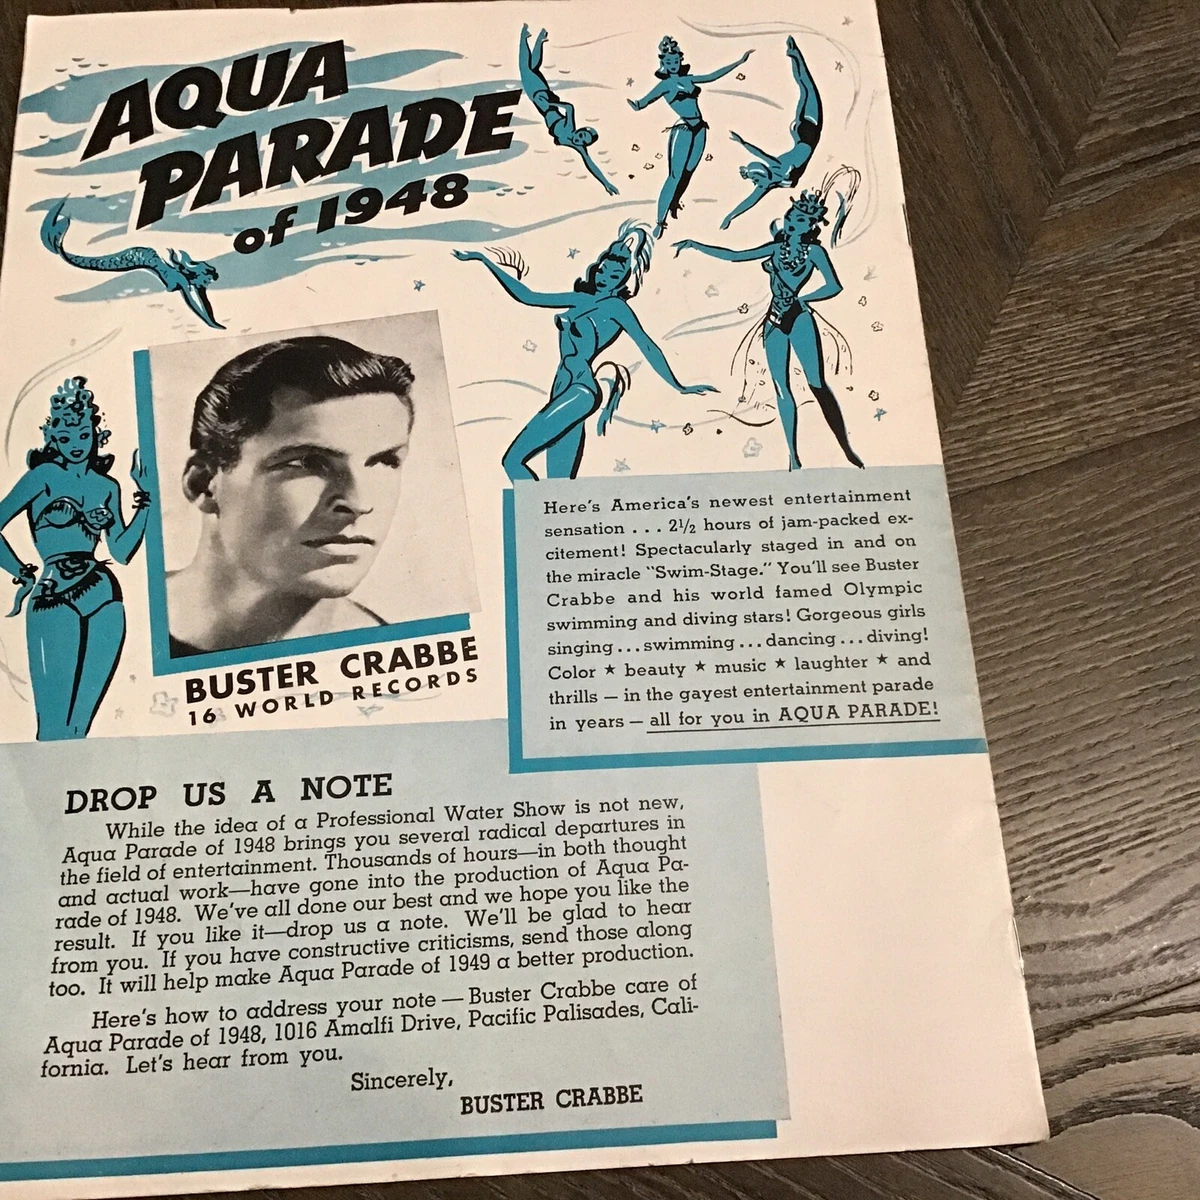 AQUA
PARADE
of 1948
BUSTER CRABBE
16 WORLD RECORDS
Here's America's newest entertainment
sensation . . . 2½ hours of jam-packed ex-
citement! Spectacularly staged in and on
the miracle "Swim-Stage." You'll see Buster
Crabbe and his world famed Olympic
swimming and diving stars! Gorgeous girls
singing . . . swimming . . . dancing . . . diving!
Color ★ beauty ★ music ★ laughter ★ and
thrills — in the gayest entertainment parade
in years — all for you in AQUA PARADE!
DROP US A NOTE
While the idea of a Professional Water Show is not new,
Aqua Parade of 1948 brings you several radical departures in
the field of entertainment. Thousands of hours—in both thought
and actual work—have gone into the production of Aqua Pa-
rade of 1948. We've all done our best and we hope you like the
result. If you like it—drop us a note. We'll be glad to hear
from you. If you have constructive criticisms, send those along
too. It will help make Aqua Parade of 1949 a better production.
Here's how to address your note — Buster Crabbe care of
Aqua Parade of 1948, 1016 Amalfi Drive, Pacific Palisades, Cali-
fornia. Let's hear from you.
Sincerely,
BUSTER CRABBE